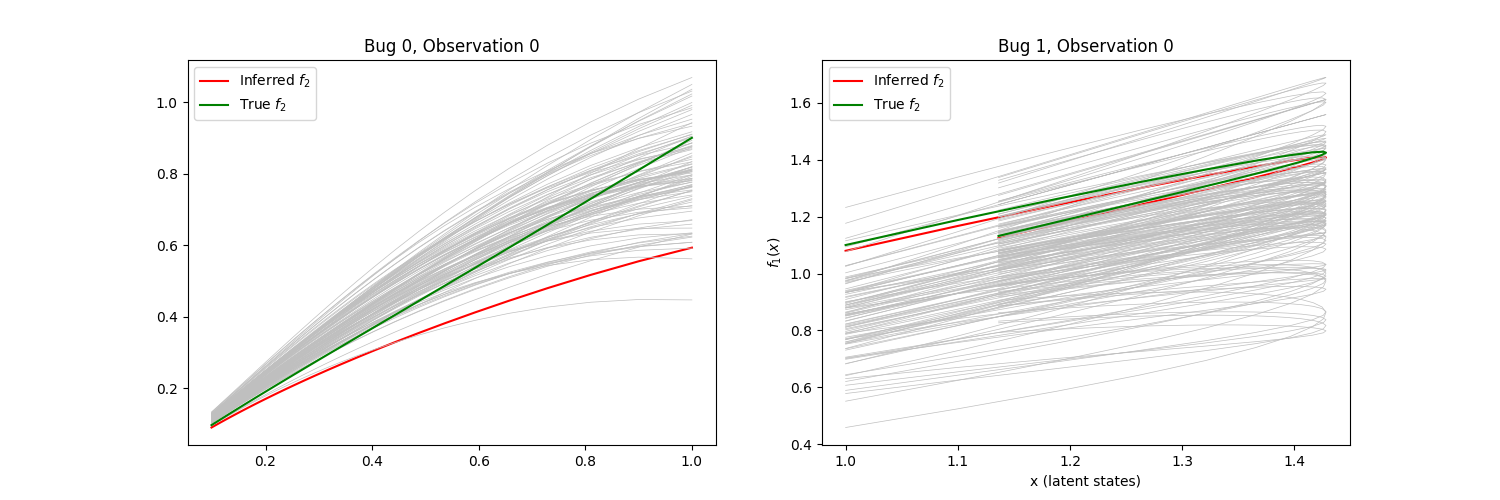 Bug 0, Observation 0
Inferred f₂
True f₂
1.0
0.8
0.6
0.4
0.2
0.2 0.4 0.6 0.8 1.0
Bug 1, Observation 0
Inferred f₂
True f₂
1.6
1.4
1.2
1.0
0.8
0.6
0.4
f₁(x)
1.0 1.1 1.2 1.3 1.4
x (latent states)